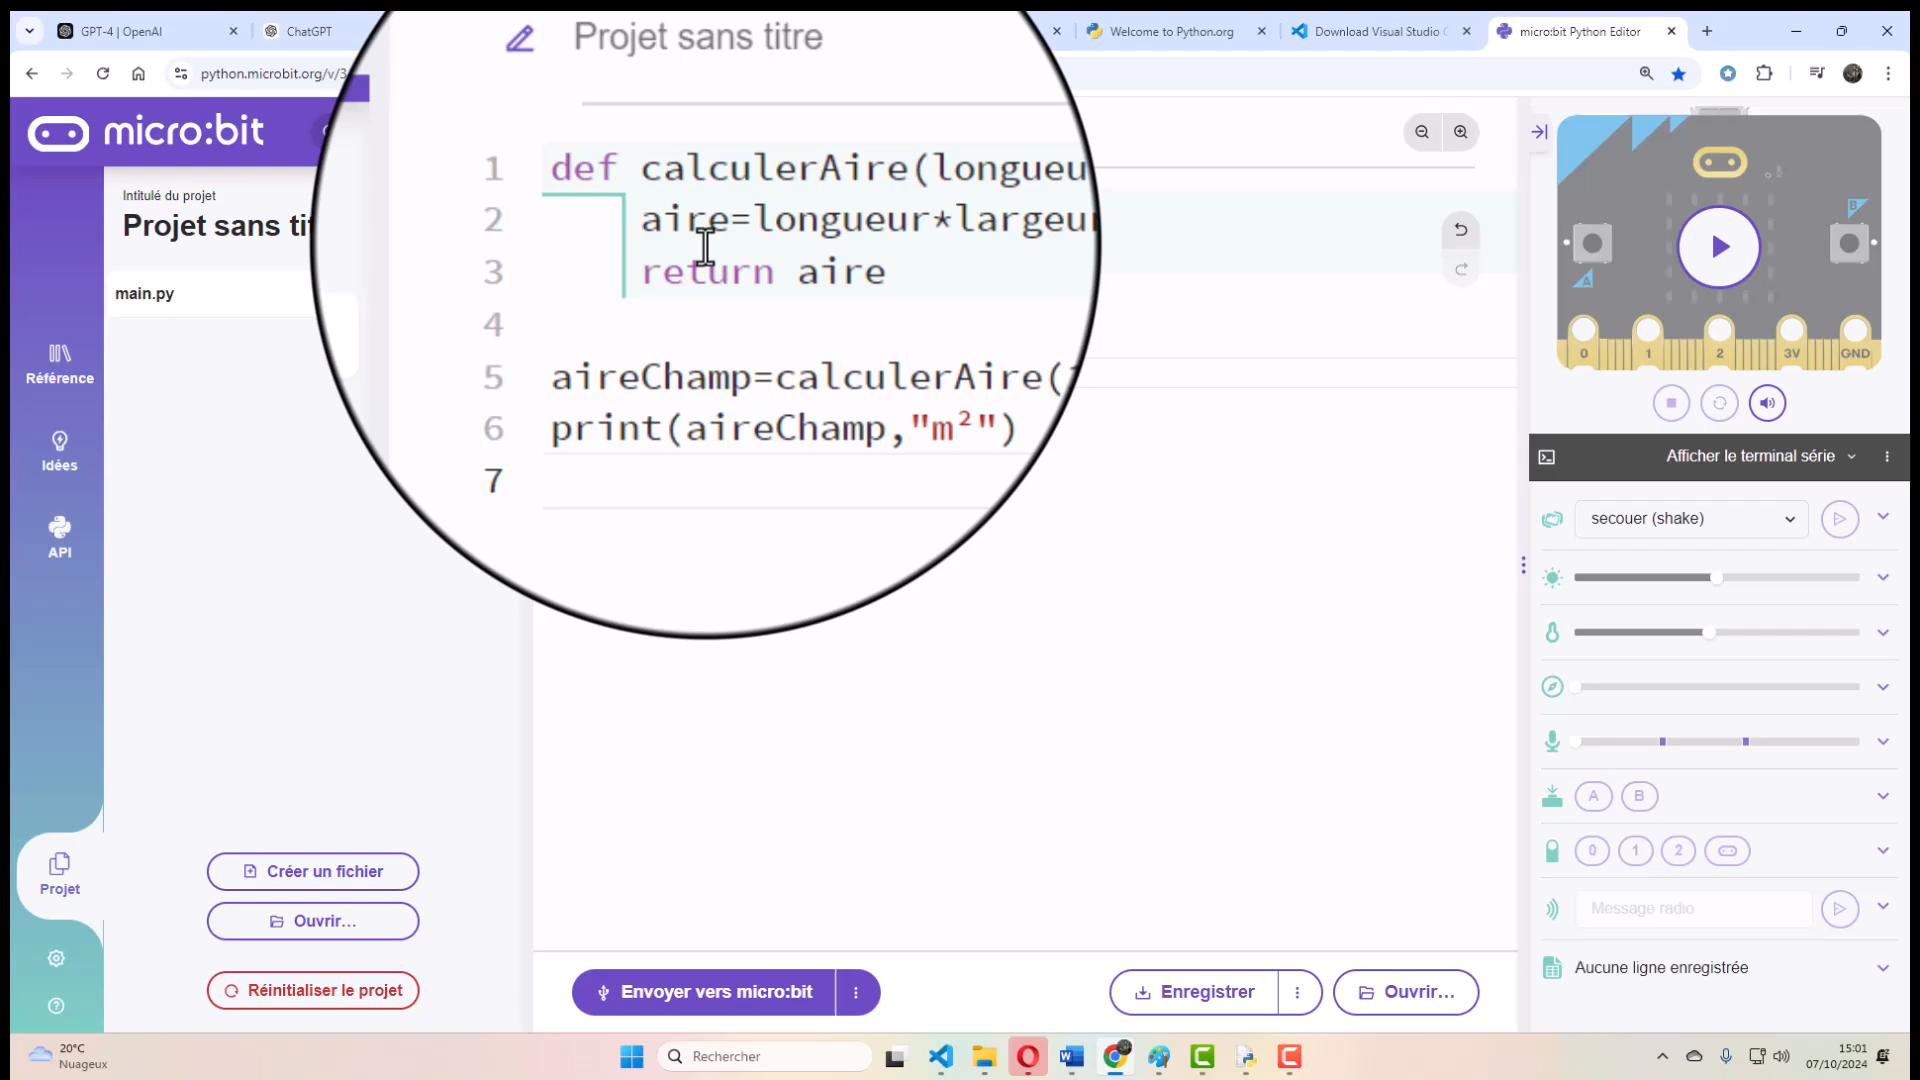 GPT-4 | OpenAI
ChatGPT
Welcome to Python.org
Download Visual Studio C
micro:bit Python Editor
python.microbit.org/v/3
micro:bit
Intitulé du projet
Projet sans tit
main.py
Référence
Idées
API
Projet
Créer un fichier
Ouvrir...
Réinitialiser le projet
Projet sans titre
1 def calculerAire(longueu
2 aire=longueur*largeur
3 return aire
4
5 aireChamp=calculerAire(
6 print(aireChamp,"m²")
7
Envoyer vers micro:bit
Enregistrer
Ouvrir...
B
A
0 1 2 3V GND
Afficher le terminal série
secouer (shake)
A B
0 1 2
Message radio
Aucune ligne enregistrée
20°C
Nuageux
Rechercher
15:01
07/10/2024